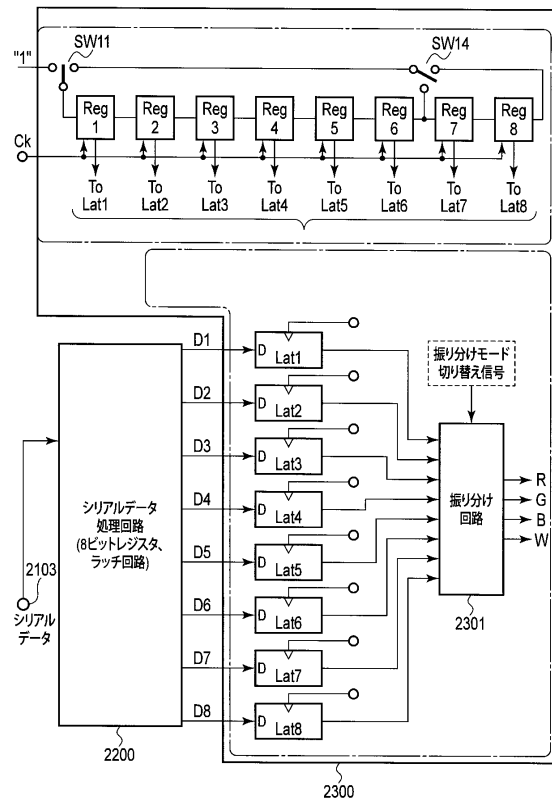 "1"
SW11
SW14
Reg
1
Reg
2
Reg
3
Reg
4
Reg
5
Reg
6
Reg
7
Reg
8
Ck
To
Lat1
To
Lat2
To
Lat3
To
Lat4
To
Lat5
To
Lat6
To
Lat7
To
Lat8
D1
D Lat1
D2
D Lat2
D3
D Lat3
D4
D Lat4
D5
D Lat5
D6
D Lat6
D7
D Lat7
D8
D Lat8
振り分けモード
切り替え信号
振り分け
回路
R
G
B
W
2301
シリアルデータ
処理回路
(8ビットレジスタ、
ラッチ回路)
2103
シリアル
データ
2200
2300